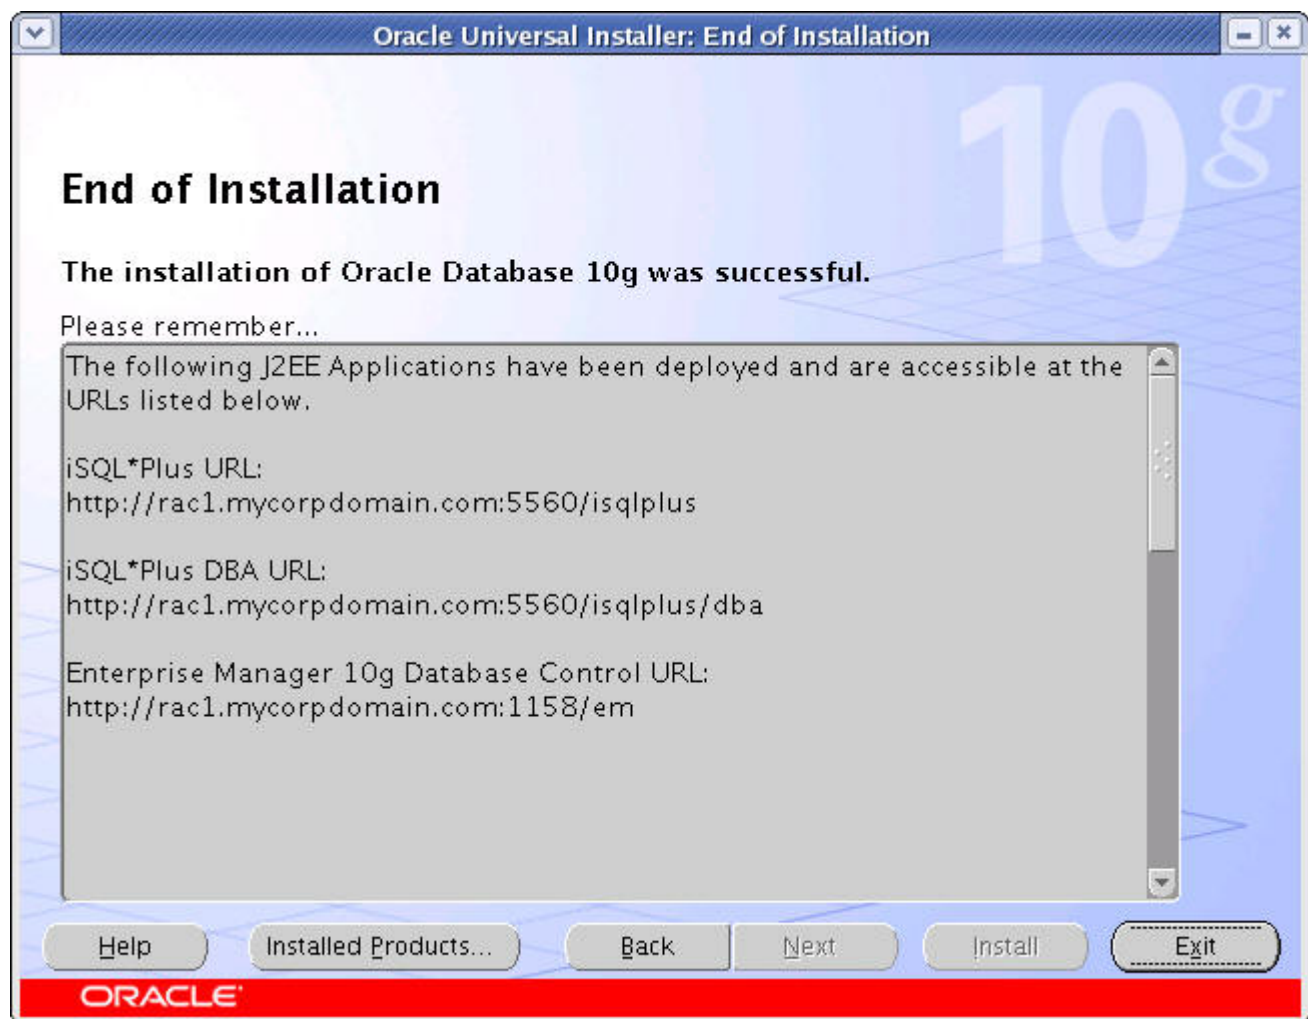 Oracle Universal Installer: End of Installation
10g
End of Installation
The installation of Oracle Database 10g was successful.
Please remember...
The following J2EE Applications have been deployed and are accessible at the
URLs listed below.
iSQL*Plus URL:
http://rac1.mycorpdomain.com:5560/isqlplus
iSQL*Plus DBA URL:
http://rac1.mycorpdomain.com:5560/isqlplus/dba
Enterprise Manager 10g Database Control URL:
http://rac1.mycorpdomain.com:1158/em
Help Installed Products... Back Next Install Exit
ORACLE